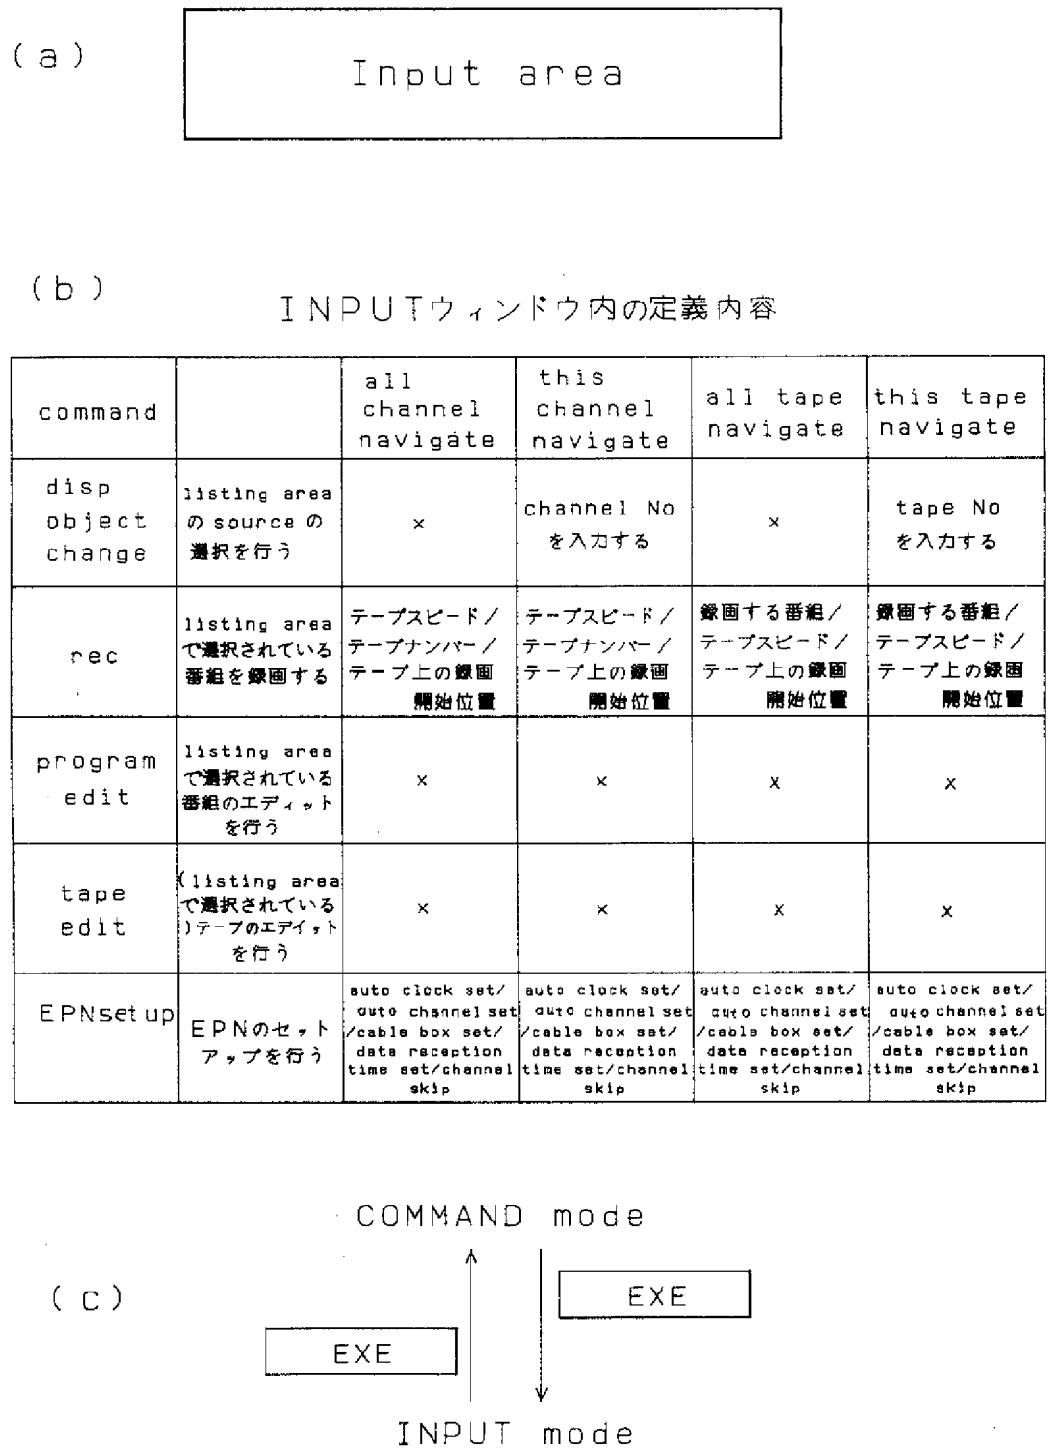 (a)
Input area
(b)
INPUTウィンドウ内の定義内容
command
all
channel
navigate
this
channel
navigate
all tape
navigate
this tape
navigate
disp
object
change
listing area
の source の
選択を行う
×
channel No
を入力する
×
tape No
を入力する
rec
listing area
で選択されている
番組を録画する
テープスピード/
テープナンバー/
テープ上の録画
開始位置
テープスピード/
テープナンバー/
テープ上の録画
開始位置
録画する番組/
テープスピード/
テープ上の録画
開始位置
録画する番組/
テープスピード/
テープ上の録画
開始位置
program
edit
listing area
で選択されている
番組のエディット
を行う
×
×
×
×
tape
edit
(listing area
で選択されている
)テープのエデイット
を行う
×
×
×
×
EPNset up
EPNのセット
アップを行う
auto clock set/
auto channel set
/cable box set/
data reception
time set/channel
skip
auto clock set/
auto channel set
/cable box set/
data reception
time set/channel
skip
auto clock set/
auto channel set
/cable box set/
data reception
time set/channel
skip
auto clock set/
auto channel set
/cable box set/
data reception
time set/channel
skip
COMMAND mode
(c)
EXE
EXE
INPUT mode